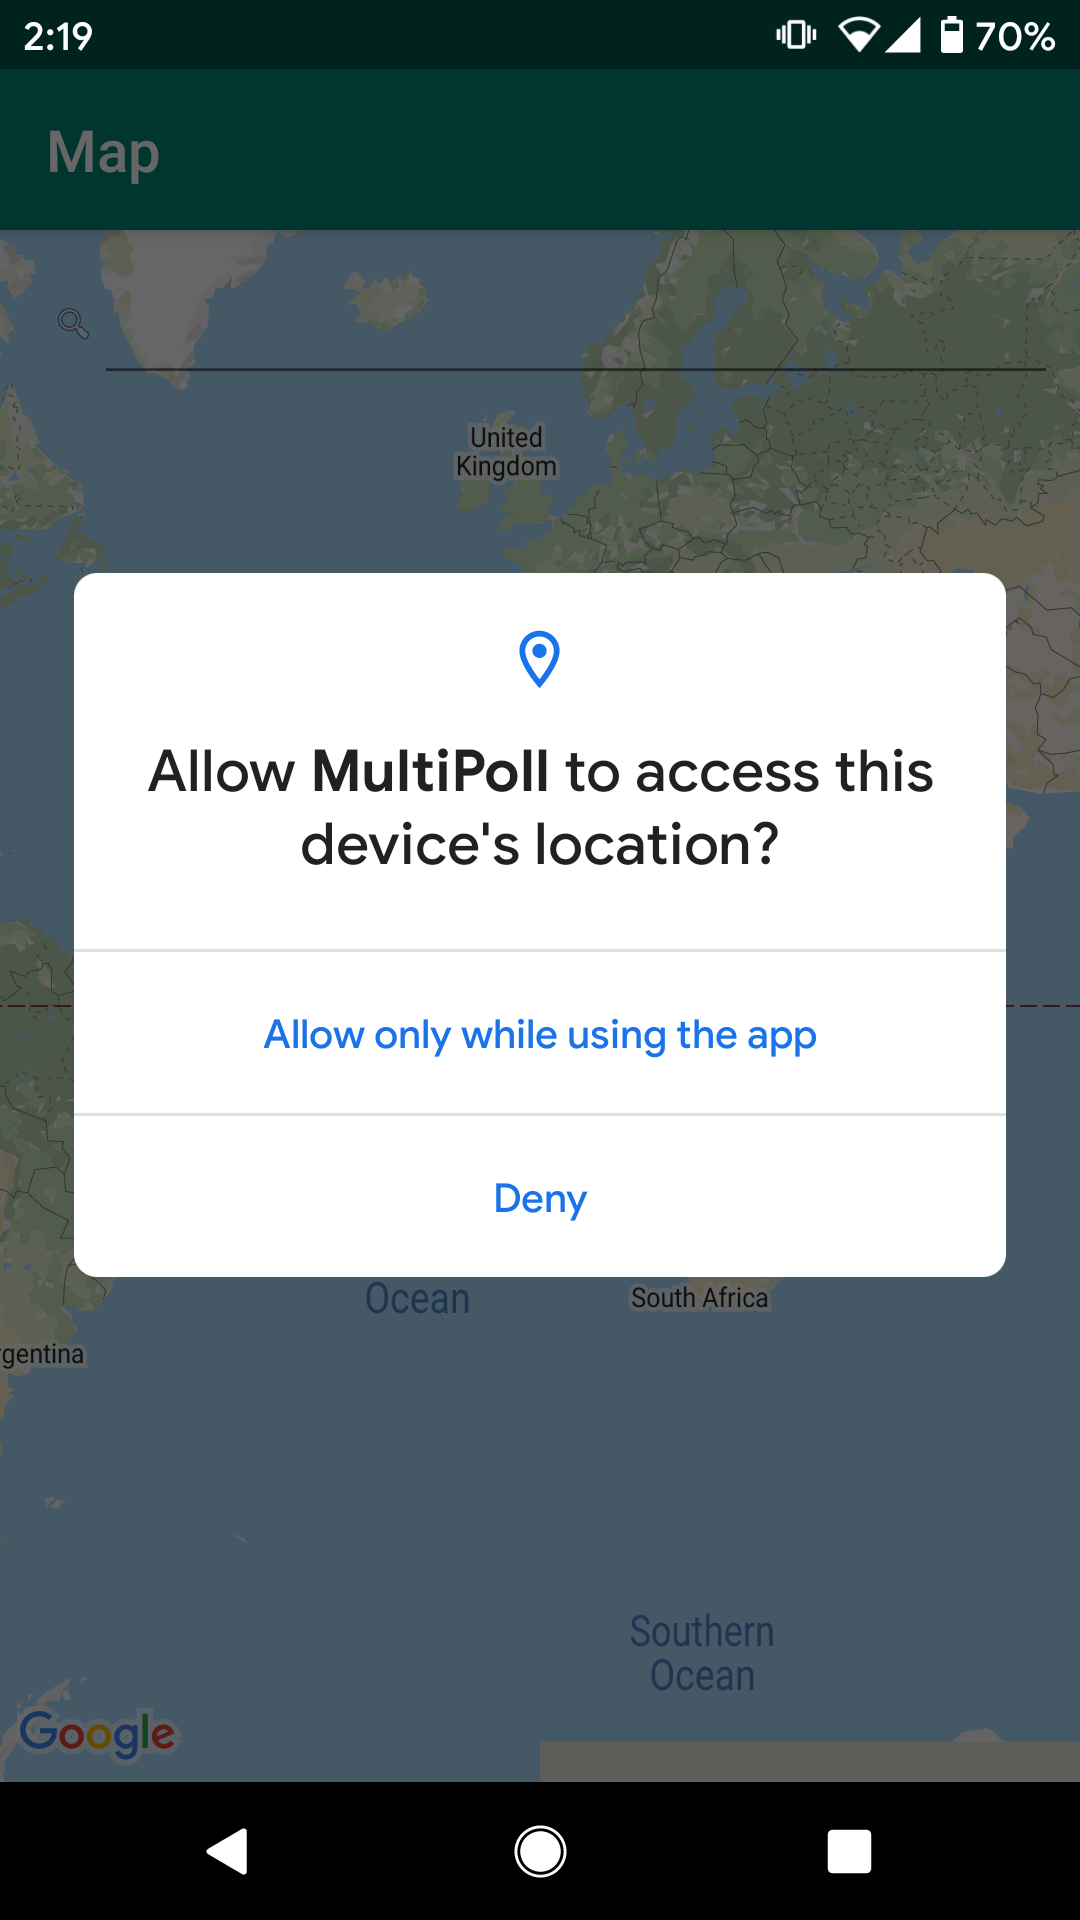 2:19
70%
Map
United
Kingdom
Allow MultiPoll to access this
device's location?
Allow only while using the app
Deny
Ocean
South Africa
gentina
Southern
Ocean
Google